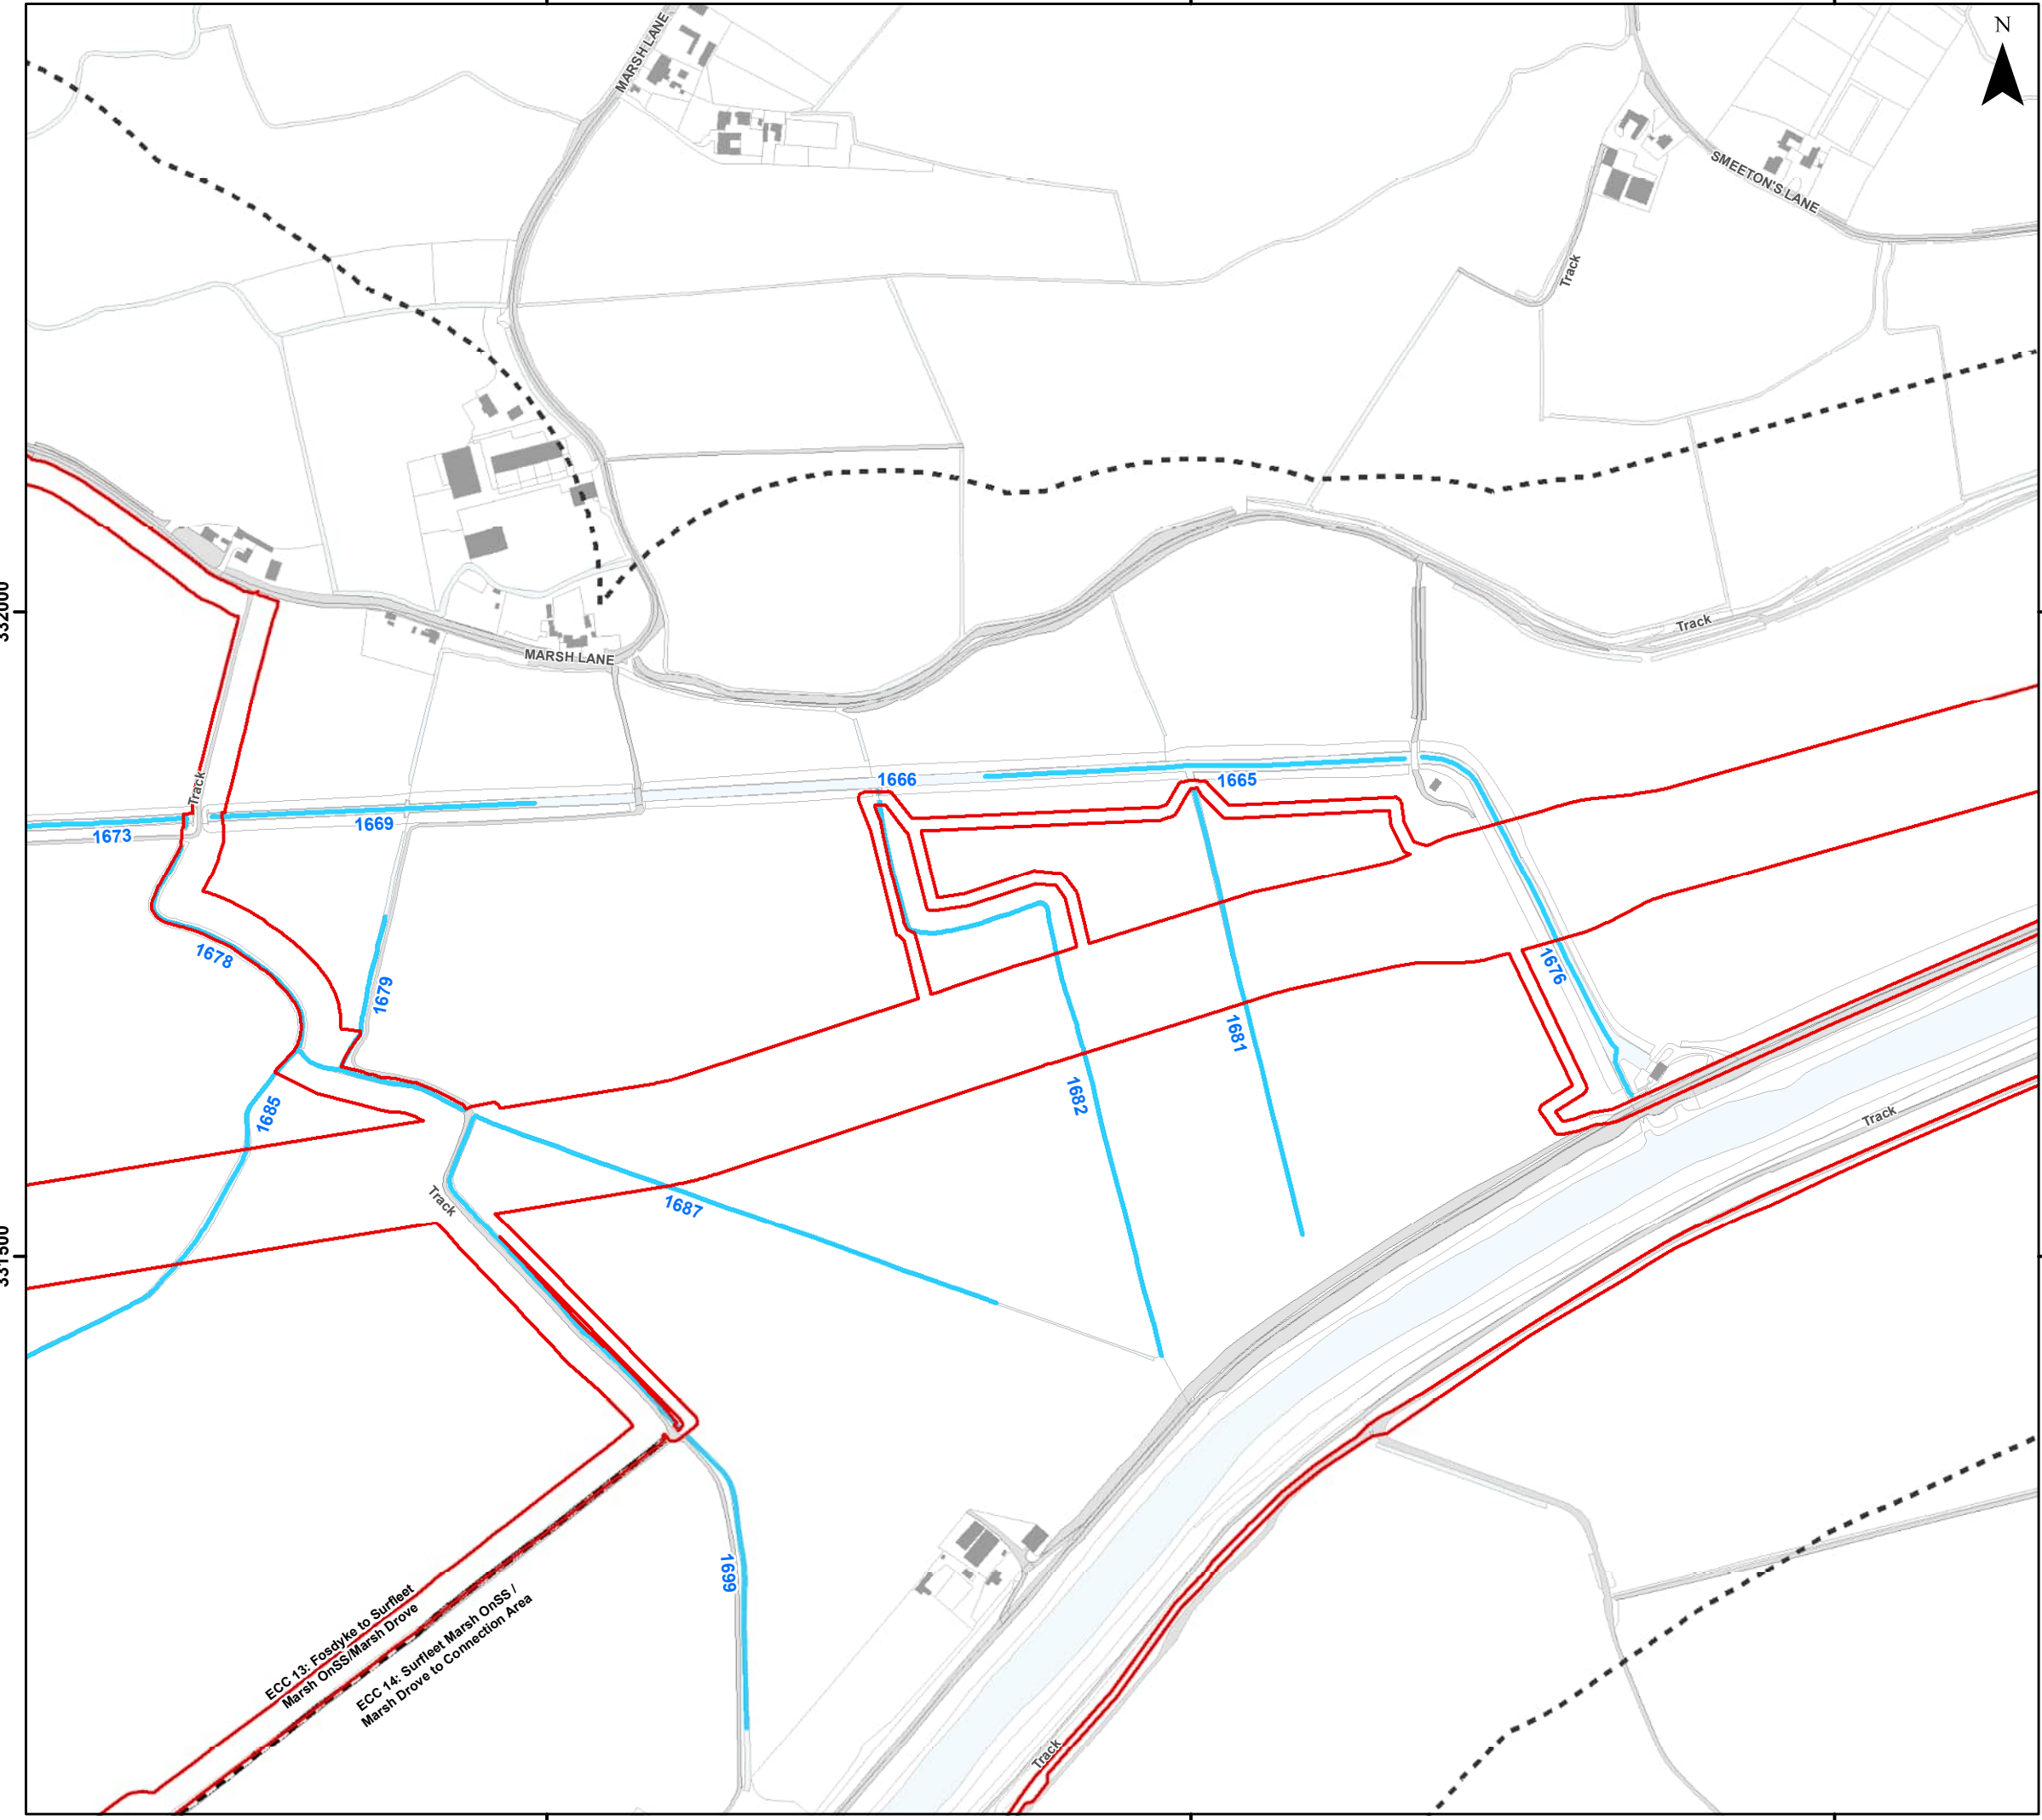 N
MARSH LANE
SMEETON'S LANE
Track
332000
Track
MARSH LANE
Track
1666
1665
1673
1669
1678
1676
1679
1681
1682
1685
Track
Track
1687
331500
1699
ECC 13: Fosdyke to Surfleet
Marsh OnSS/Marsh Drove
ECC 14: Surfleet Marsh OnSS /
Marsh Drove to Connection Area
Track